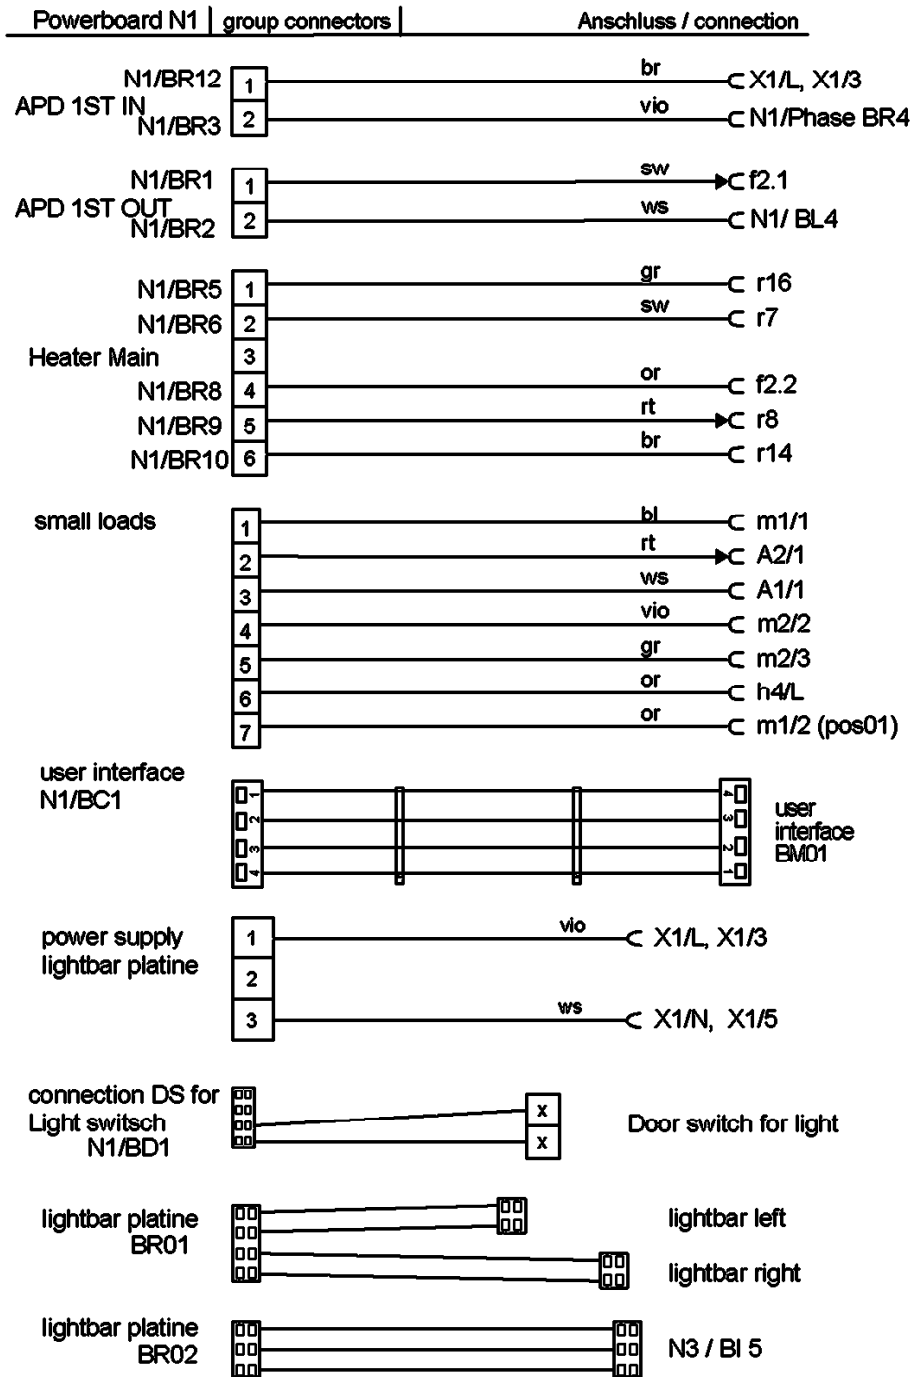 Powerboard N1 | group connectors | Anschluss / connection
N1/BR12 1 br X1/L, X1/3
APD 1ST IN
N1/BR3 2 vio N1/Phase BR4
N1/BR1 1 sw f2.1
APD 1ST OUT
N1/BR2 2 ws N1/ BL4
N1/BR5 1 gr r16
N1/BR6 2 sw r7
Heater Main 3
N1/BR8 4 or f2.2
N1/BR9 5 rt r8
N1/BR10 6 br r14
small loads 1 bl m1/1
2 rt A2/1
3 ws A1/1
4 vio m2/2
5 gr m2/3
6 or h4/L
7 or m1/2 (pos01)
user interface
N1/BC1
1 4
2 3
3 2
4 1
user
interface
BM01
power supply 1 vio X1/L, X1/3
lightbar platine 2
3 ws X1/N, X1/5
connection DS for
Light switsch x Door switch for light
N1/BD1 x
lightbar platine lightbar left
BR01
lightbar right
lightbar platine
BR02 N3 / BI 5